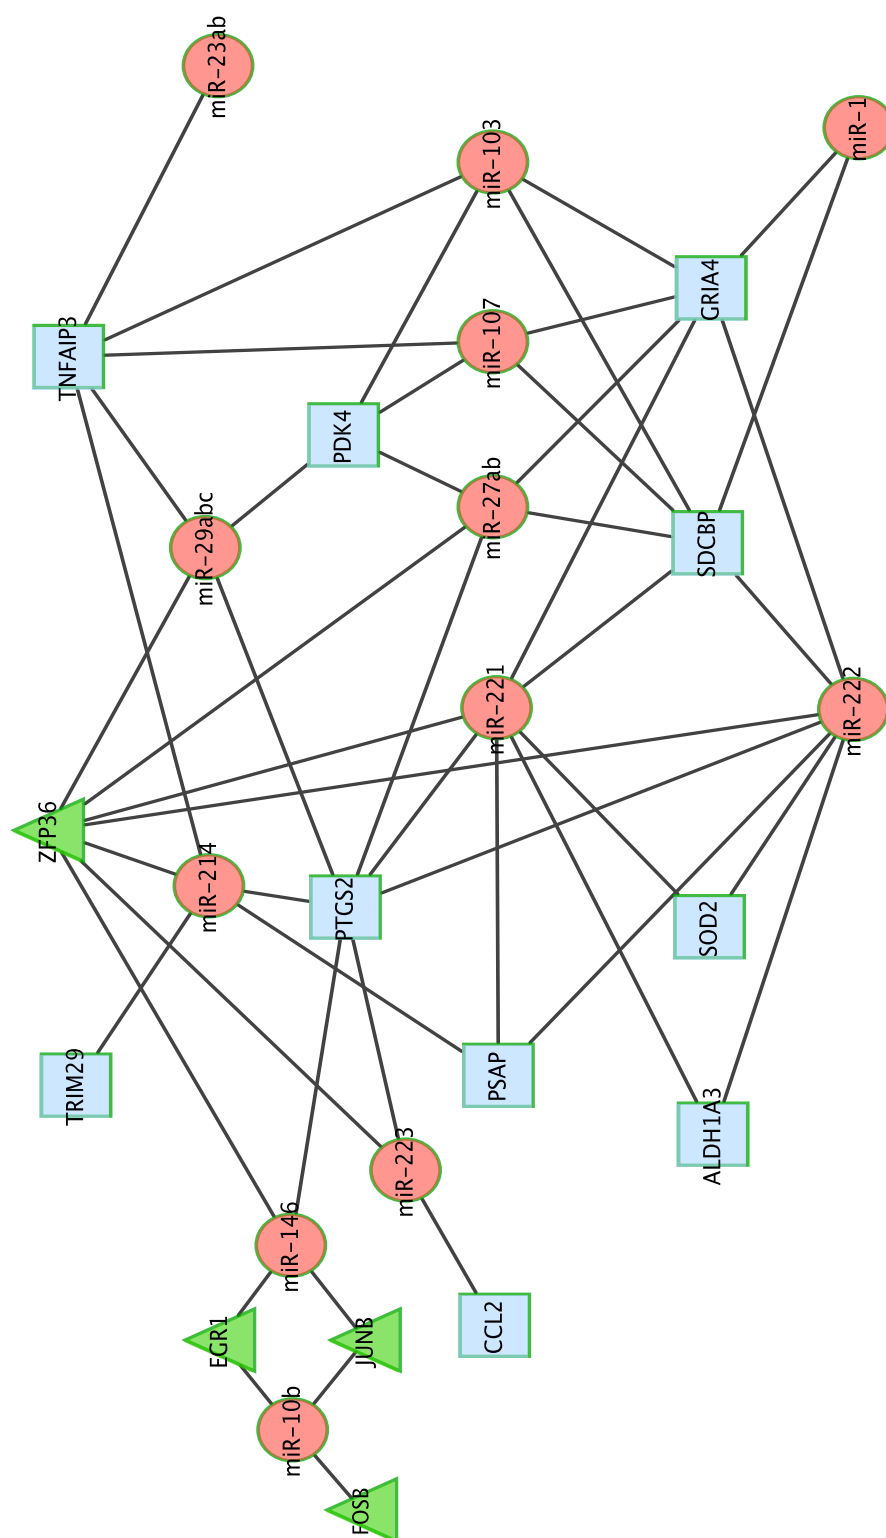 miR-23ab
miR-103
miR-1
GRIA4
TNFAIP3
miR-107
PDK4
miR-27ab
miR-29abc
SDCBP
miR-221
miR-222
ZFP36
miR-214
PTGS2
SOD2
PSAP
TRIM29
ALDH1A3
miR-223
miR-146
CCL2
EGR1
JUNB
miR-10b
FOSB